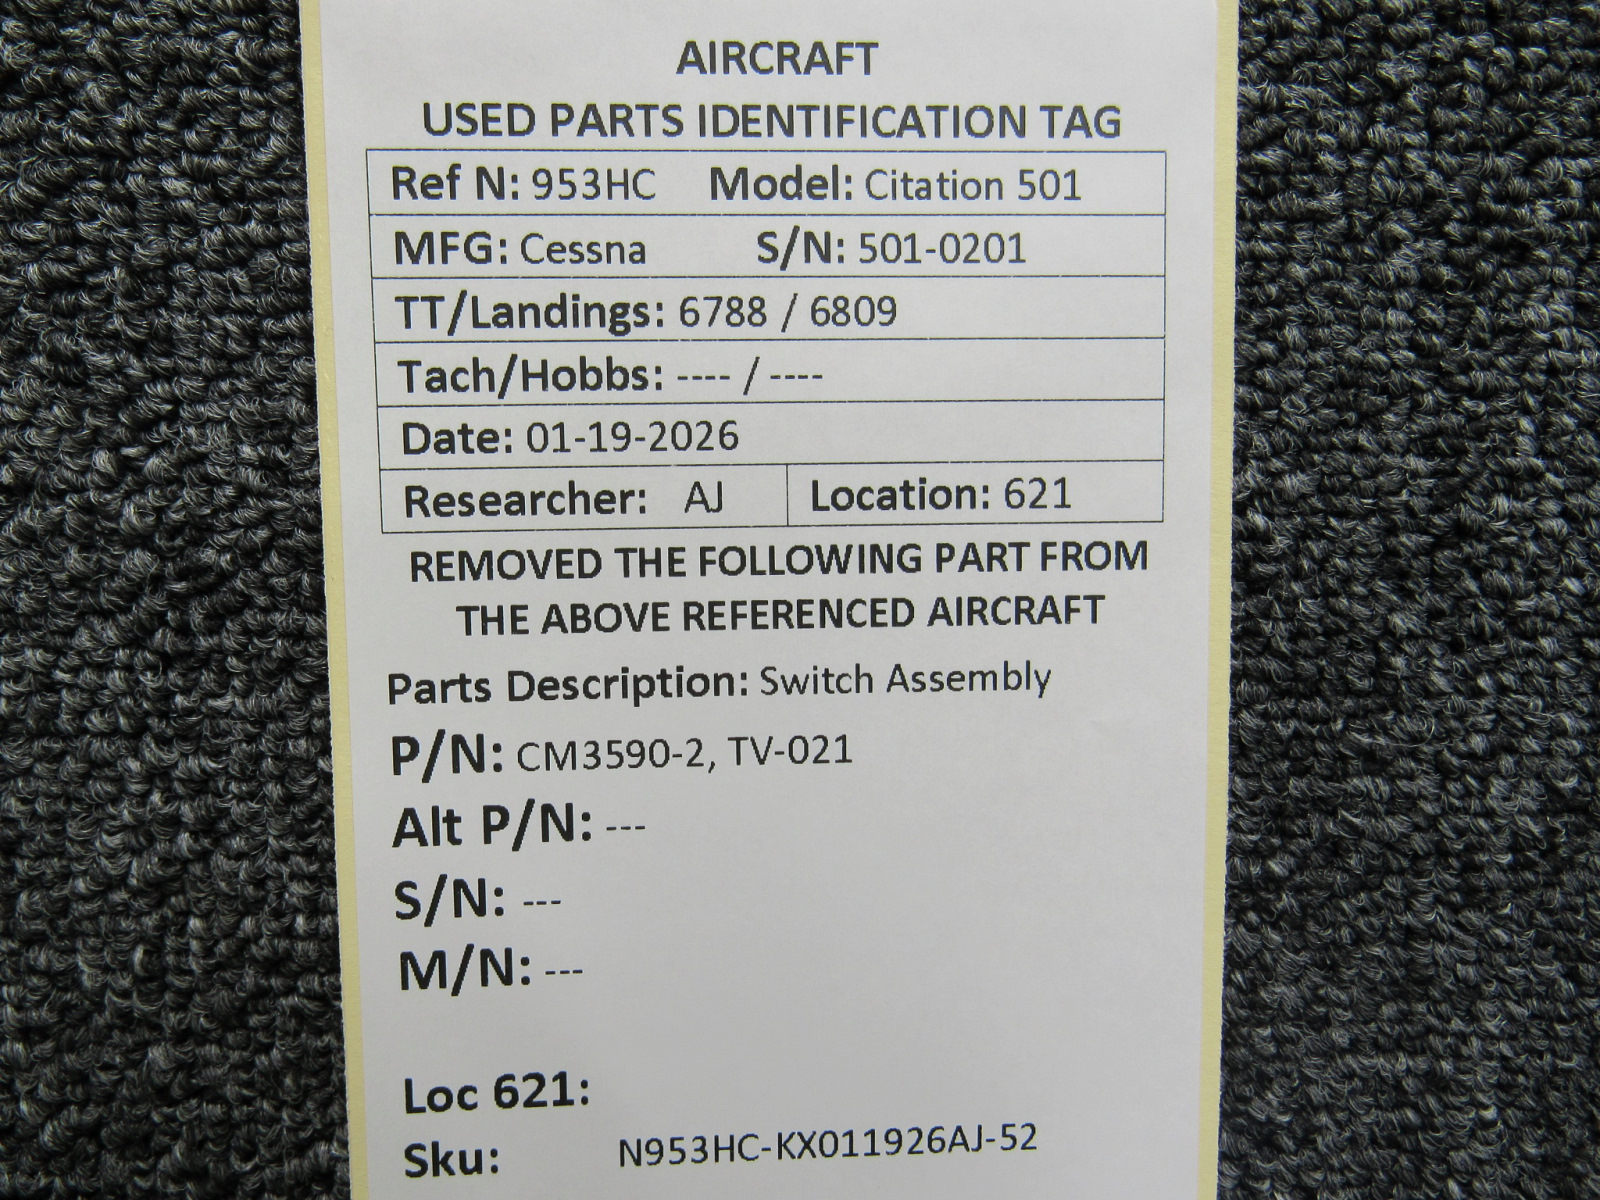 AIRCRAFT
USED PARTS IDENTIFICATION TAG
Ref N: 953HC Model: Citation 501
MFG: Cessna S/N: 501-0201
TT/Landings: 6788 / 6809
Tach/Hobbs: ---- / ----
Date: 01-19-2026
Researcher: AJ Location: 621
REMOVED THE FOLLOWING PART FROM
THE ABOVE REFERENCED AIRCRAFT
Parts Description: Switch Assembly
P/N: CM3590-2, TV-021
Alt P/N: ---
S/N: ---
M/N: ---
Loc 621:
Sku: N953HC-KX011926AJ-52